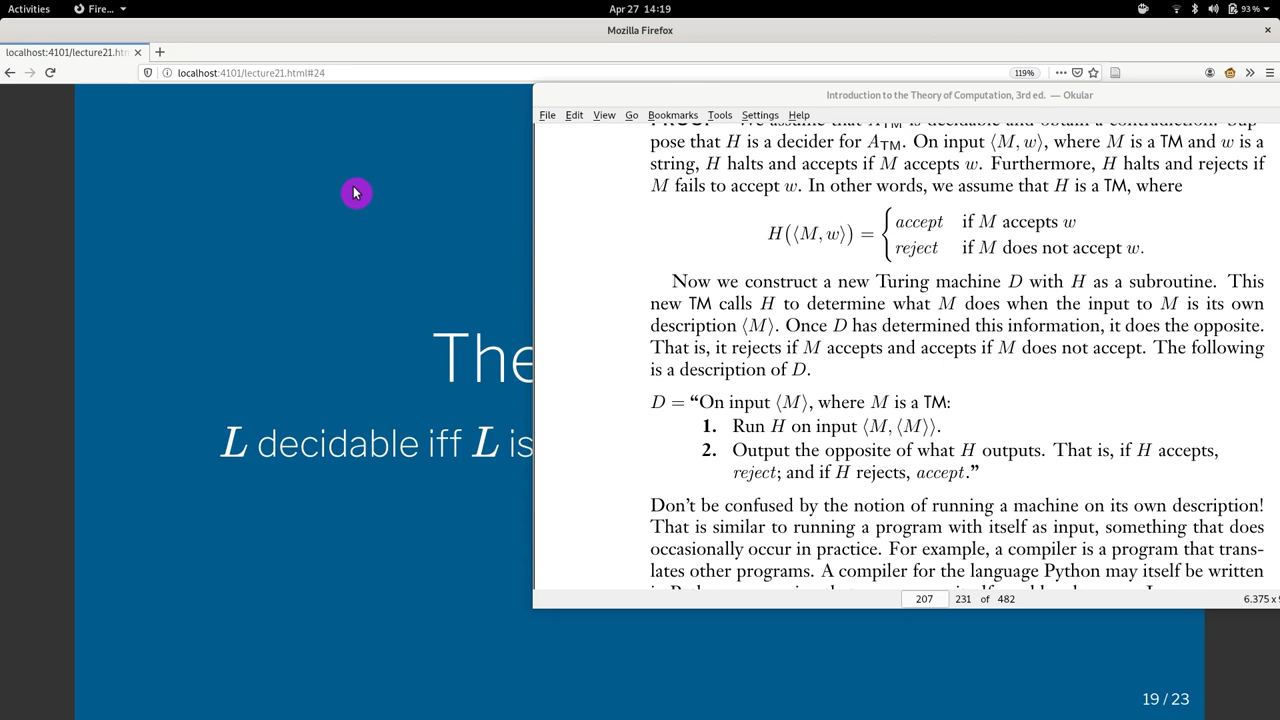 Activities Fire... Apr 27 14:19 93%
Mozilla Firefox
localhost:4101/lecture21.htm
localhost:4101/lecture21.html#24 119%
Introduction to the Theory of Computation, 3rd ed. — Okular
File Edit View Go Bookmarks Tools Settings Help
pose that H is a decider for A_TM. On input ⟨M, w⟩, where M is a TM and w is a
string, H halts and accepts if M accepts w. Furthermore, H halts and rejects if
M fails to accept w. In other words, we assume that H is a TM, where
H(⟨M, w⟩) = { accept if M accepts w
reject if M does not accept w.
Now we construct a new Turing machine D with H as a subroutine. This
new TM calls H to determine what M does when the input to M is its own
description ⟨M⟩. Once D has determined this information, it does the opposite.
That is, it rejects if M accepts and accepts if M does not accept. The following
is a description of D.
D = “On input ⟨M⟩, where M is a TM:
1. Run H on input ⟨M, ⟨M⟩⟩.
2. Output the opposite of what H outputs. That is, if H accepts,
reject; and if H rejects, accept.”
Don’t be confused by the notion of running a machine on its own description!
That is similar to running a program with itself as input, something that does
occasionally occur in practice. For example, a compiler is a program that trans-
lates other programs. A compiler for the language Python may itself be written
207 231 of 482 6.375 x
The
L decidable iff L is
19 / 23